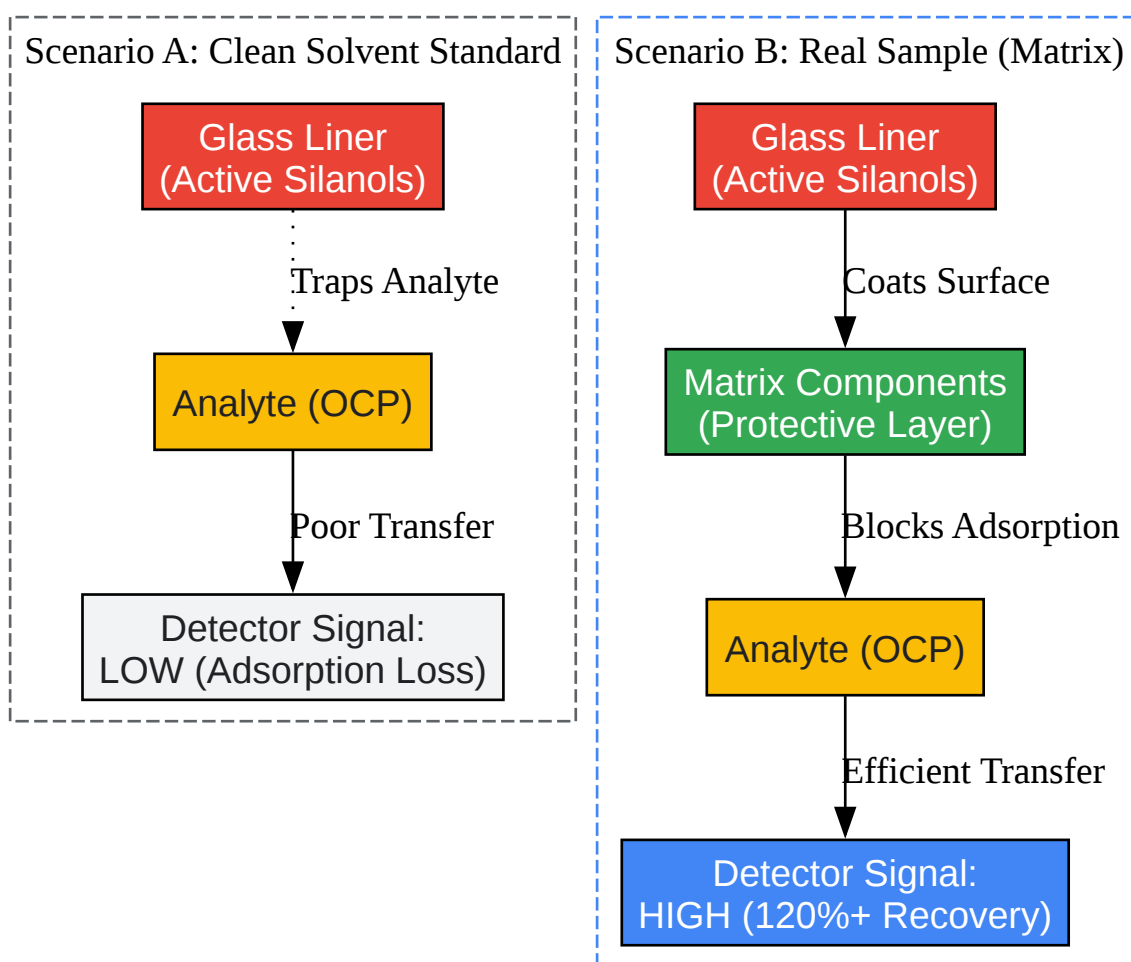 Scenario A: Clean Solvent Standard
Glass Liner
(Active Silanols)
Traps Analyte
Analyte (OCP)
Poor Transfer
Detector Signal:
LOW (Adsorption Loss)
Scenario B: Real Sample (Matrix)
Glass Liner
(Active Silanols)
Coats Surface
Matrix Components
(Protective Layer)
Blocks Adsorption
Analyte (OCP)
Efficient Transfer
Detector Signal:
HIGH (120%+ Recovery)